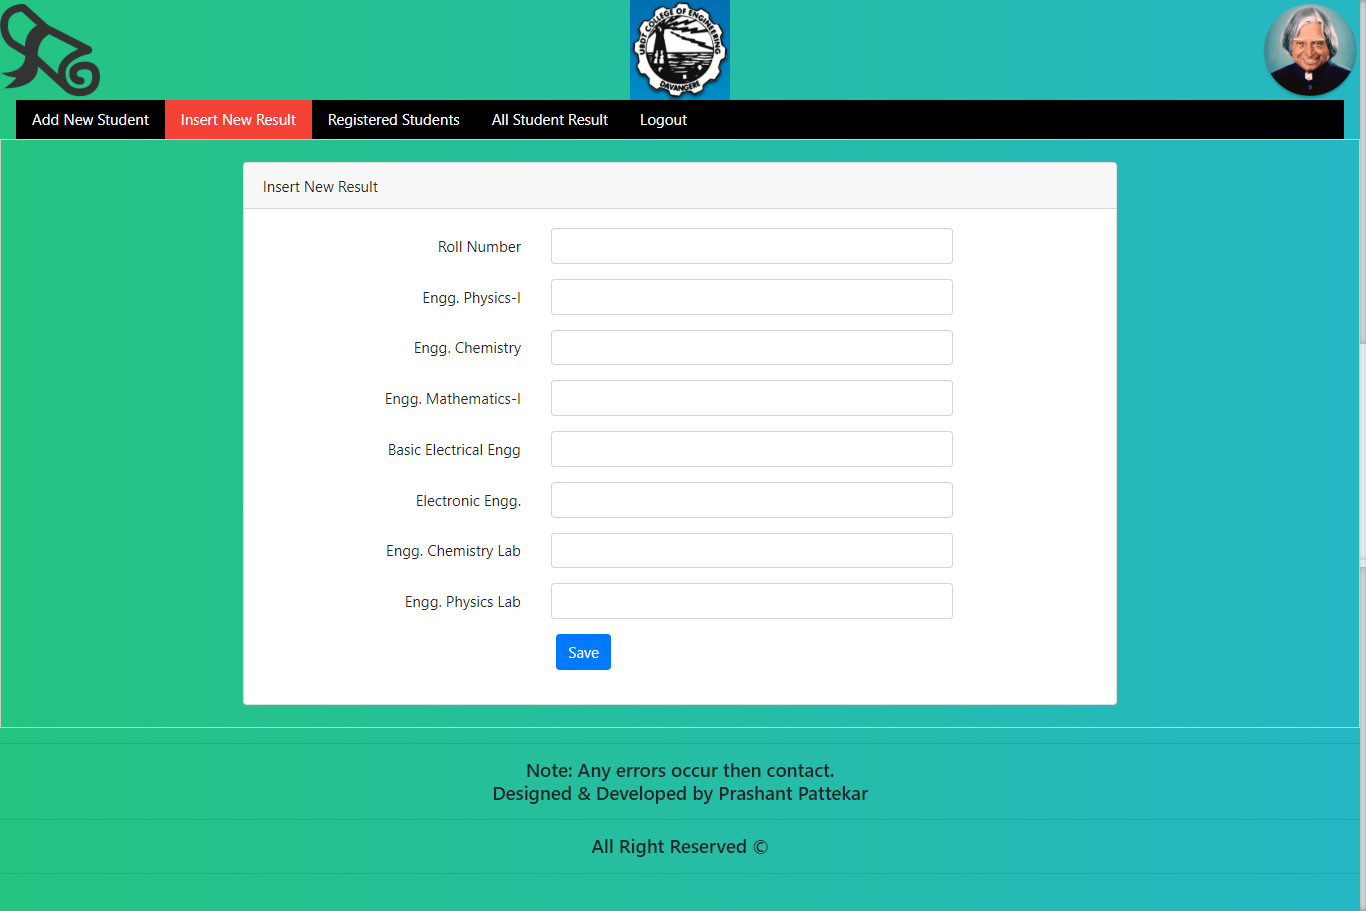 UBDT COLLEGE OF ENGINEERING
DAVANGERE
Add New Student
Insert New Result
Registered Students
All Student Result
Logout
Insert New Result
Roll Number
Engg. Physics-I
Engg. Chemistry
Engg. Mathematics-I
Basic Electrical Engg
Electronic Engg.
Engg. Chemistry Lab
Engg. Physics Lab
Save
Note: Any errors occur then contact.
Designed & Developed by Prashant Pattekar
All Right Reserved ©